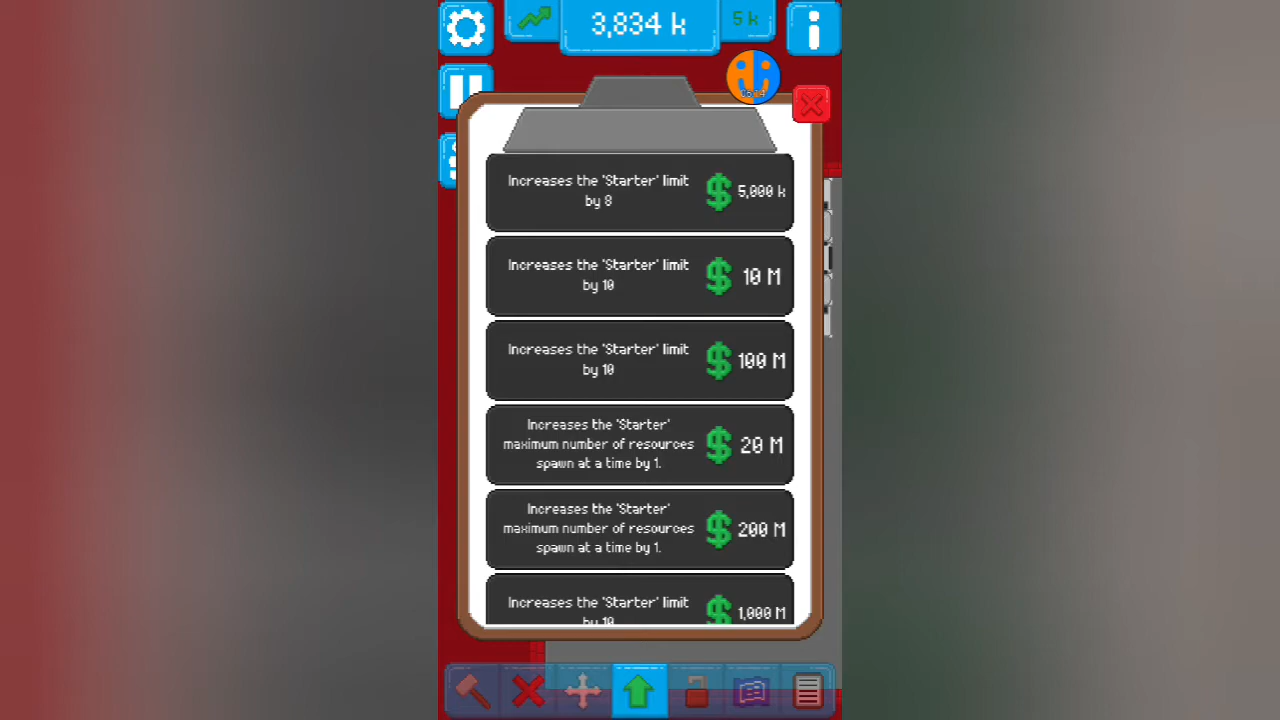 3,834 k
5 k
Increases the 'Starter' limit
by 8
5,000 k
Increases the 'Starter' limit
by 10
10 M
Increases the 'Starter' limit
by 10
100 M
Increases the 'Starter'
maximum number of resources
spawn at a time by 1.
20 M
Increases the 'Starter'
maximum number of resources
spawn at a time by 1.
200 M
Increases the 'Starter' limit
by 10
1,000 M